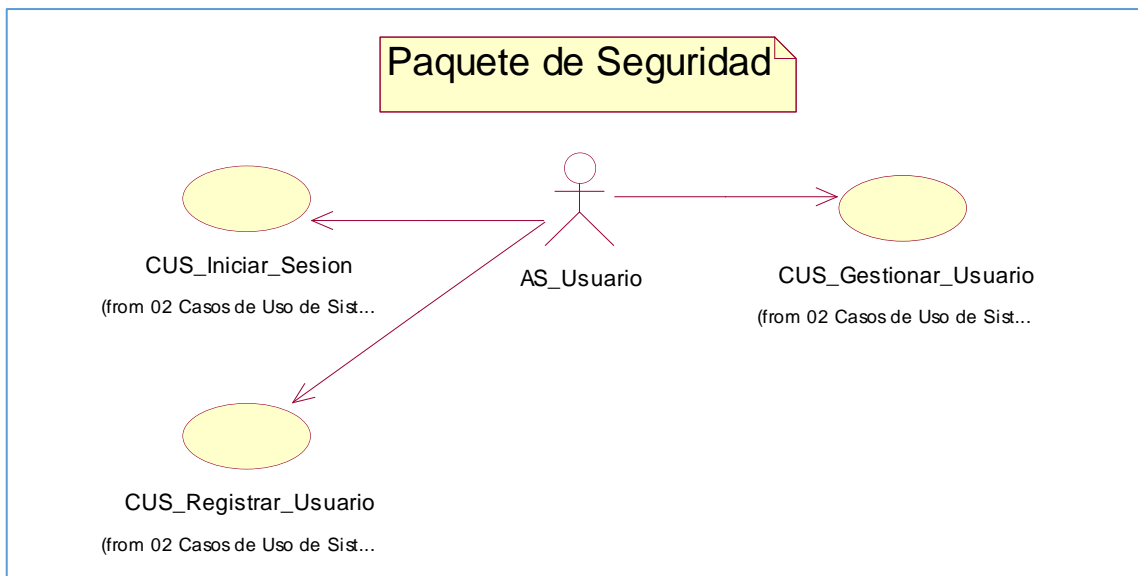 Paquete de Seguridad
CUS_Iniciar_Sesion
(from 02 Casos de Uso de Sist...
AS_Usuario
CUS_Gestionar_Usuario
(from 02 Casos de Uso de Sist...
CUS_Registrar_Usuario
(from 02 Casos de Uso de Sist...